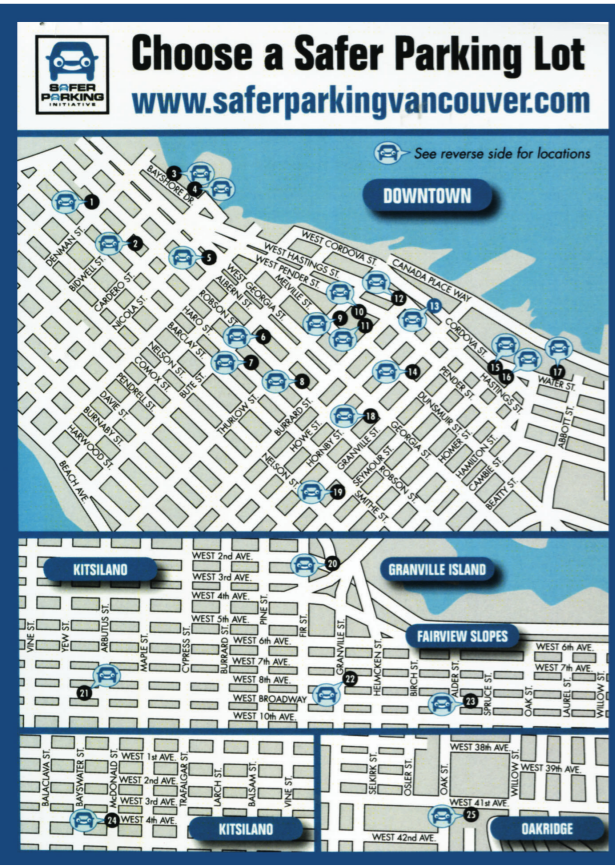 SAFER
PARKING
INITIATIVE
Choose a Safer Parking Lot
www.saferparkingvancouver.com
See reverse side for locations
DOWNTOWN
3
4
BAYSHORE DR.
1
2
5
DENMAN ST.
BIDWELL ST.
CARDERO ST.
NICOLA ST.
WEST CORDOVA ST.
CANADA PLACE WAY
WEST HASTINGS ST.
WEST PENDER ST.
MELVILLE ST.
WEST GEORGIA ST.
ALBERNI ST.
ROBSON ST.
HARO ST.
BARCLAY ST.
NELSON ST.
COMOX ST.
PENDRELL ST.
DAVIE ST.
BURNABY ST.
HARWOOD ST.
BEACH AVE
BUTE ST.
THURLOW ST.
BURRARD ST.
HOWE ST.
HORNBY ST.
GRANVILLE ST.
SEYMOUR ST.
ROBSON ST.
SMITHE ST.
NELSON ST.
GEORGIA ST.
DUNSMUIR ST.
PENDER ST.
HOMER ST.
HAMILTON ST.
CAMBIE ST.
BEATTY ST.
CORDOVA ST.
HASTINGS ST.
WATER ST.
ABBOTT ST.
6
7
8
9
10
11
12
13
14
15
16
17
18
19
KITSILANO
GRANVILLE ISLAND
FAIRVIEW SLOPES
20
WEST 2nd AVE.
WEST 3rd AVE.
WEST 4th AVE.
WEST 5th AVE.
WEST 6th AVE.
WEST 7th AVE.
WEST 8th AVE.
WEST BROADWAY
WEST 10th AVE.
VINE ST.
YEW ST.
ARBUTUS ST.
MAPLE ST.
CYPRESS ST.
BURRARD ST.
PINE ST.
FIR ST.
GRANVILLE ST.
HELMCKEN ST.
BIRCH ST.
ALDER ST.
SPRUCE ST.
OAK ST.
LAUREL ST.
WILLOW ST.
WEST 6th AVE.
WEST 7th AVE.
21
22
23
BALACLAVA ST.
BAYSWATER ST.
McDONALD ST.
TRAFALGAR ST.
LARCH ST.
BALSAM ST.
VINE ST.
WEST 1st AVE.
WEST 2nd AVE.
WEST 3rd AVE.
WEST 4th AVE.
24
KITSILANO
SELKIRK ST.
OSLER ST.
OAK ST.
WILLOW ST.
WEST 38th AVE.
WEST 39th AVE.
WEST 41st AVE.
WEST 42nd AVE.
25
OAKRIDGE